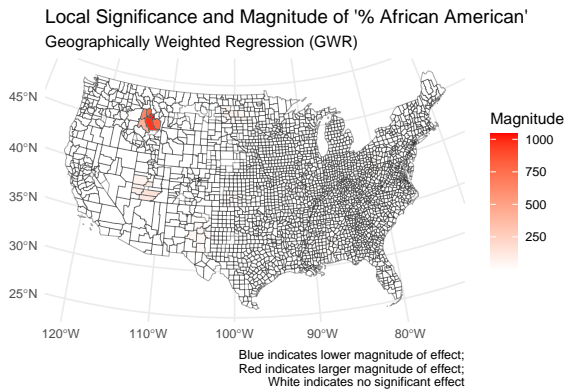 Local Significance and Magnitude of '% African American'
Geographically Weighted Regression (GWR)
45°N
40°N
35°N
30°N
25°N
120°W
110°W
100°W
90°W
80°W
Magnitude
1000
750
500
250
Blue indicates lower magnitude of effect;
Red indicates larger magnitude of effect;
White indicates no significant effect